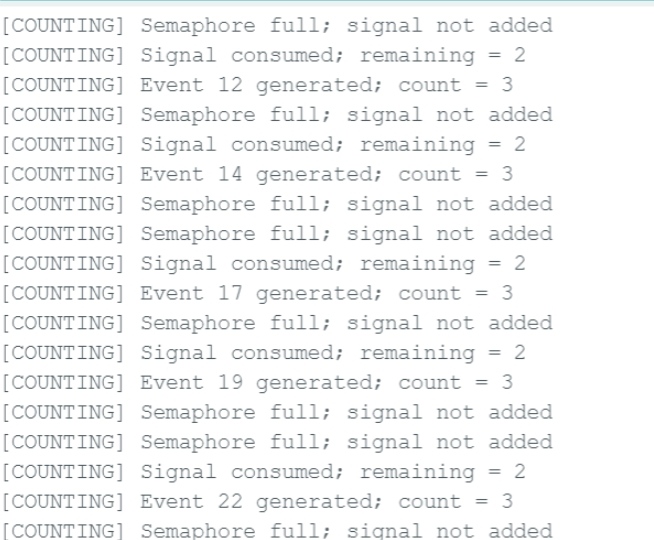 [COUNTING] Semaphore full; signal not added
[COUNTING] Signal consumed; remaining = 2
[COUNTING] Event 12 generated; count = 3
[COUNTING] Semaphore full; signal not added
[COUNTING] Signal consumed; remaining = 2
[COUNTING] Event 14 generated; count = 3
[COUNTING] Semaphore full; signal not added
[COUNTING] Semaphore full; signal not added
[COUNTING] Signal consumed; remaining = 2
[COUNTING] Event 17 generated; count = 3
[COUNTING] Semaphore full; signal not added
[COUNTING] Signal consumed; remaining = 2
[COUNTING] Event 19 generated; count = 3
[COUNTING] Semaphore full; signal not added
[COUNTING] Semaphore full; signal not added
[COUNTING] Signal consumed; remaining = 2
[COUNTING] Event 22 generated; count = 3
[COUNTING] Semaphore full; signal not added